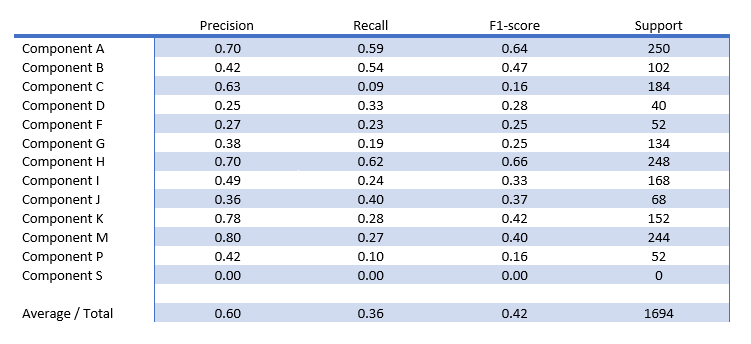 Precision Recall F1-score Support
Component A 0.70 0.59 0.64 250
Component B 0.42 0.54 0.47 102
Component C 0.63 0.09 0.16 184
Component D 0.25 0.33 0.28 40
Component F 0.27 0.23 0.25 52
Component G 0.38 0.19 0.25 134
Component H 0.70 0.62 0.66 248
Component I 0.49 0.24 0.33 168
Component J 0.36 0.40 0.37 68
Component K 0.78 0.28 0.42 152
Component M 0.80 0.27 0.40 244
Component P 0.42 0.10 0.16 52
Component S 0.00 0.00 0.00 0
Average / Total 0.60 0.36 0.42 1694